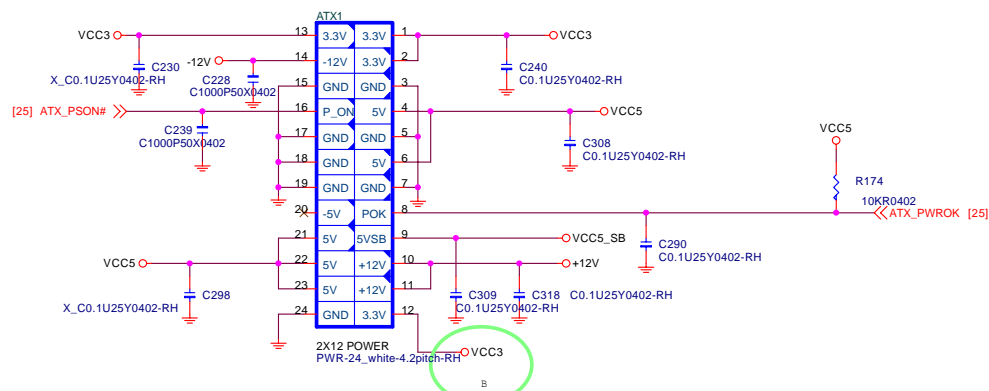 ATX1
VCC3 13 3.3V 3.3V 1 VCC3
-12V 14 -12V 3.3V 2
C230
X_C0.1U25Y0402-RH
C228
C1000P50X0402
C240
C0.1U25Y0402-RH
15 GND GND 3
[25] ATX_PSON# 16 P_ON 5V 4 VCC5
C239
C1000P50X0402
17 GND GND 5
C308
C0.1U25Y0402-RH
VCC5
18 GND 5V 6
19 GND GND 7
R174
10KR0402
20 -5V POK 8 ATX_PWROK [25]
21 5V 5VSB 9 VCC5_SB
C290
C0.1U25Y0402-RH
VCC5 22 5V +12V 10 +12V
23 5V +12V 11
C298
X_C0.1U25Y0402-RH
C309
C0.1U25Y0402-RH
C318 C0.1U25Y0402-RH
24 GND 3.3V 12
2X12 POWER
PWR-24_white-4.2pitch-RH
VCC3
B